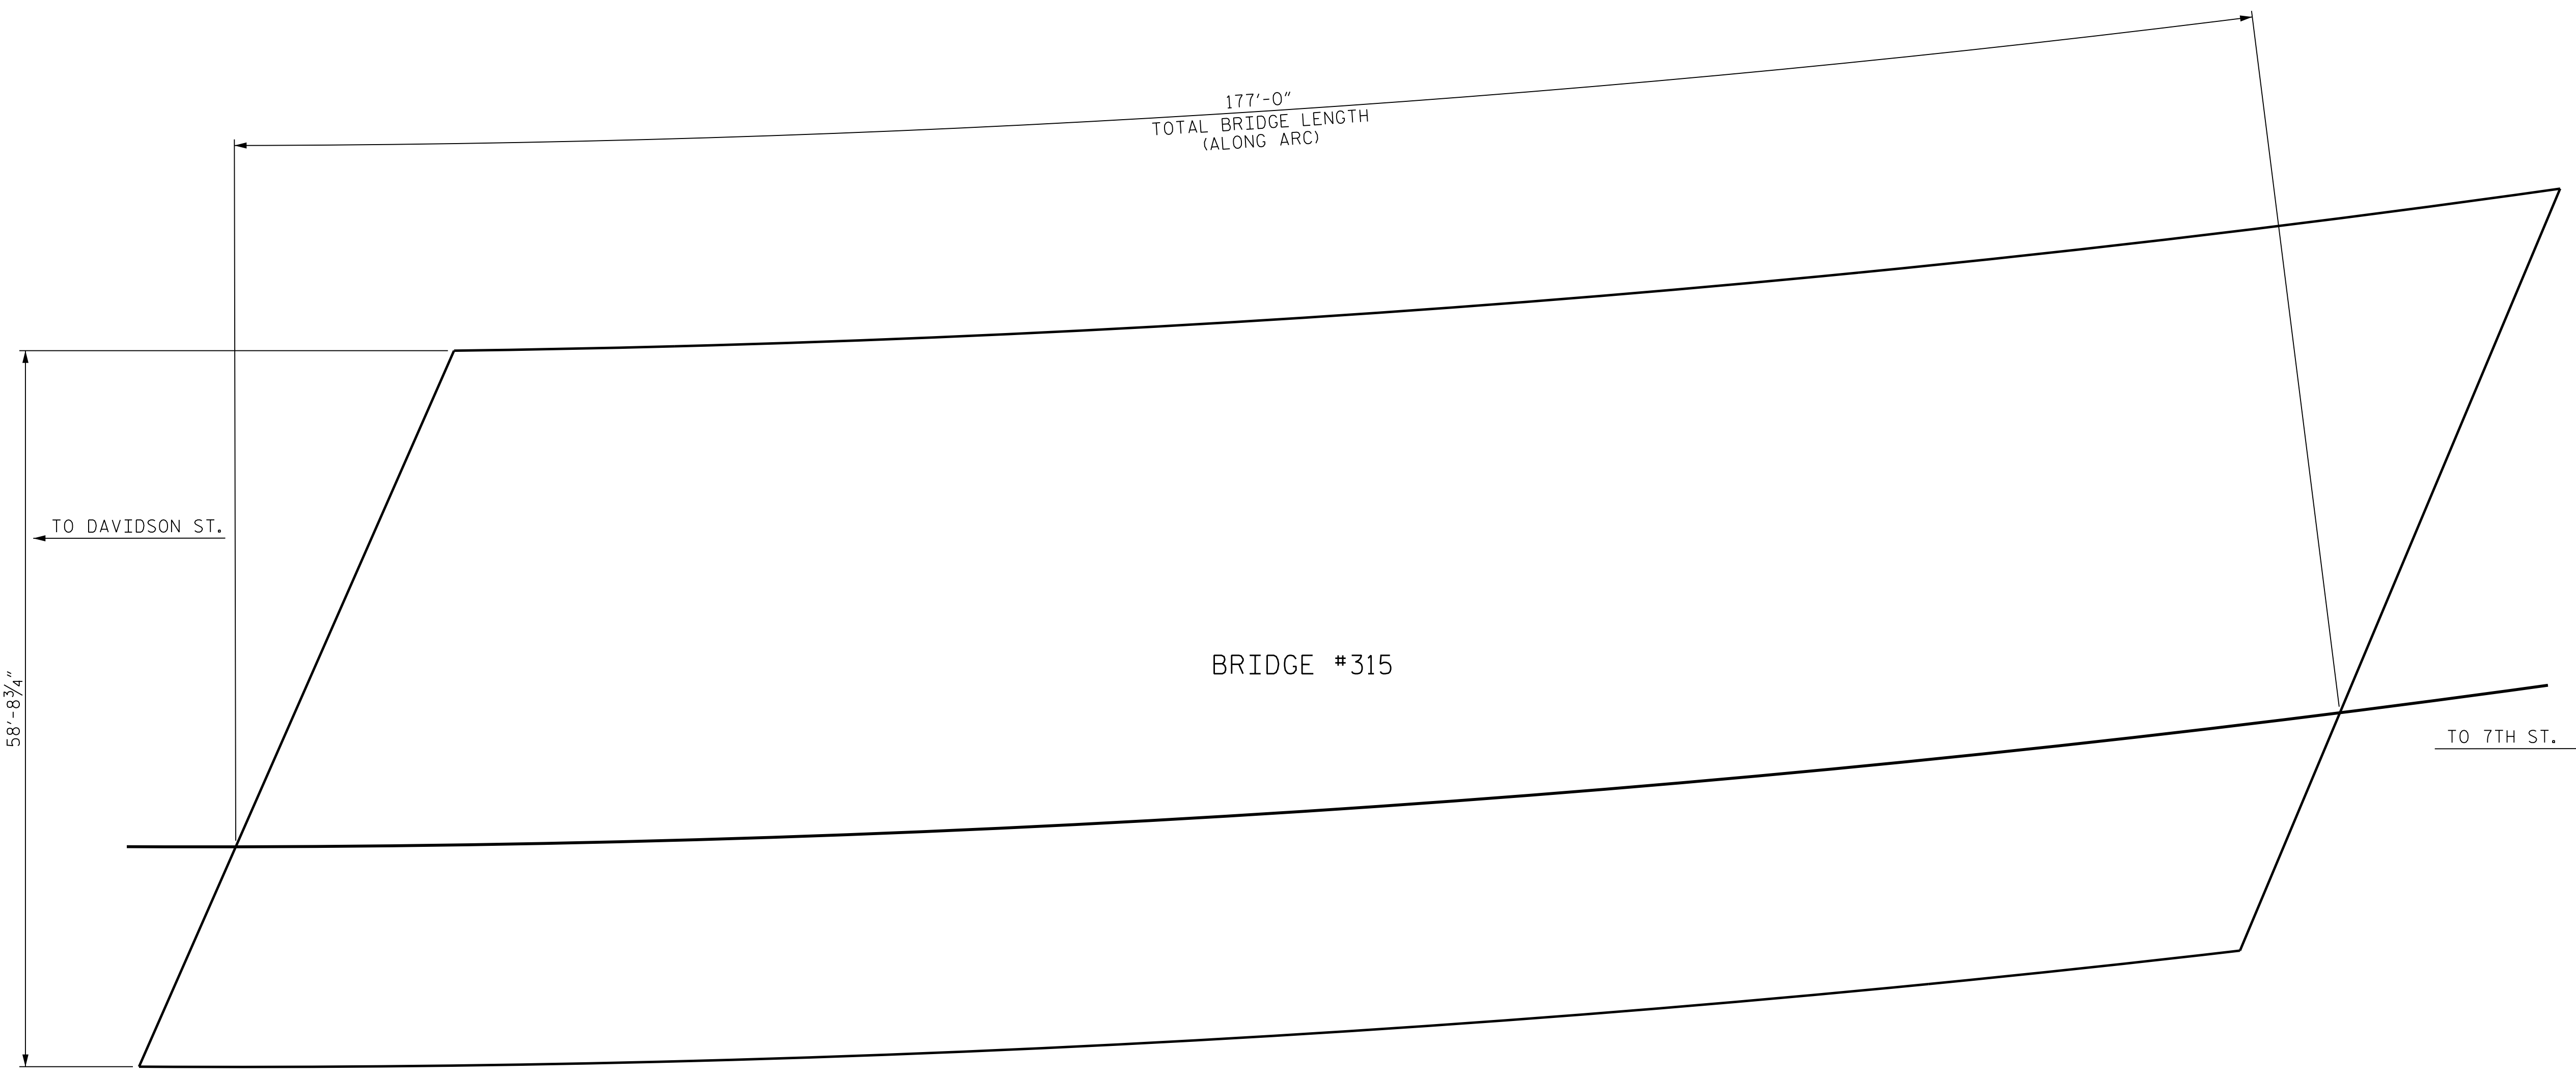 177'-0"
TOTAL BRIDGE LENGTH
(ALONG ARC)
TO DAVIDSON ST.
58'-8¾"
BRIDGE #315
TO 7TH ST.